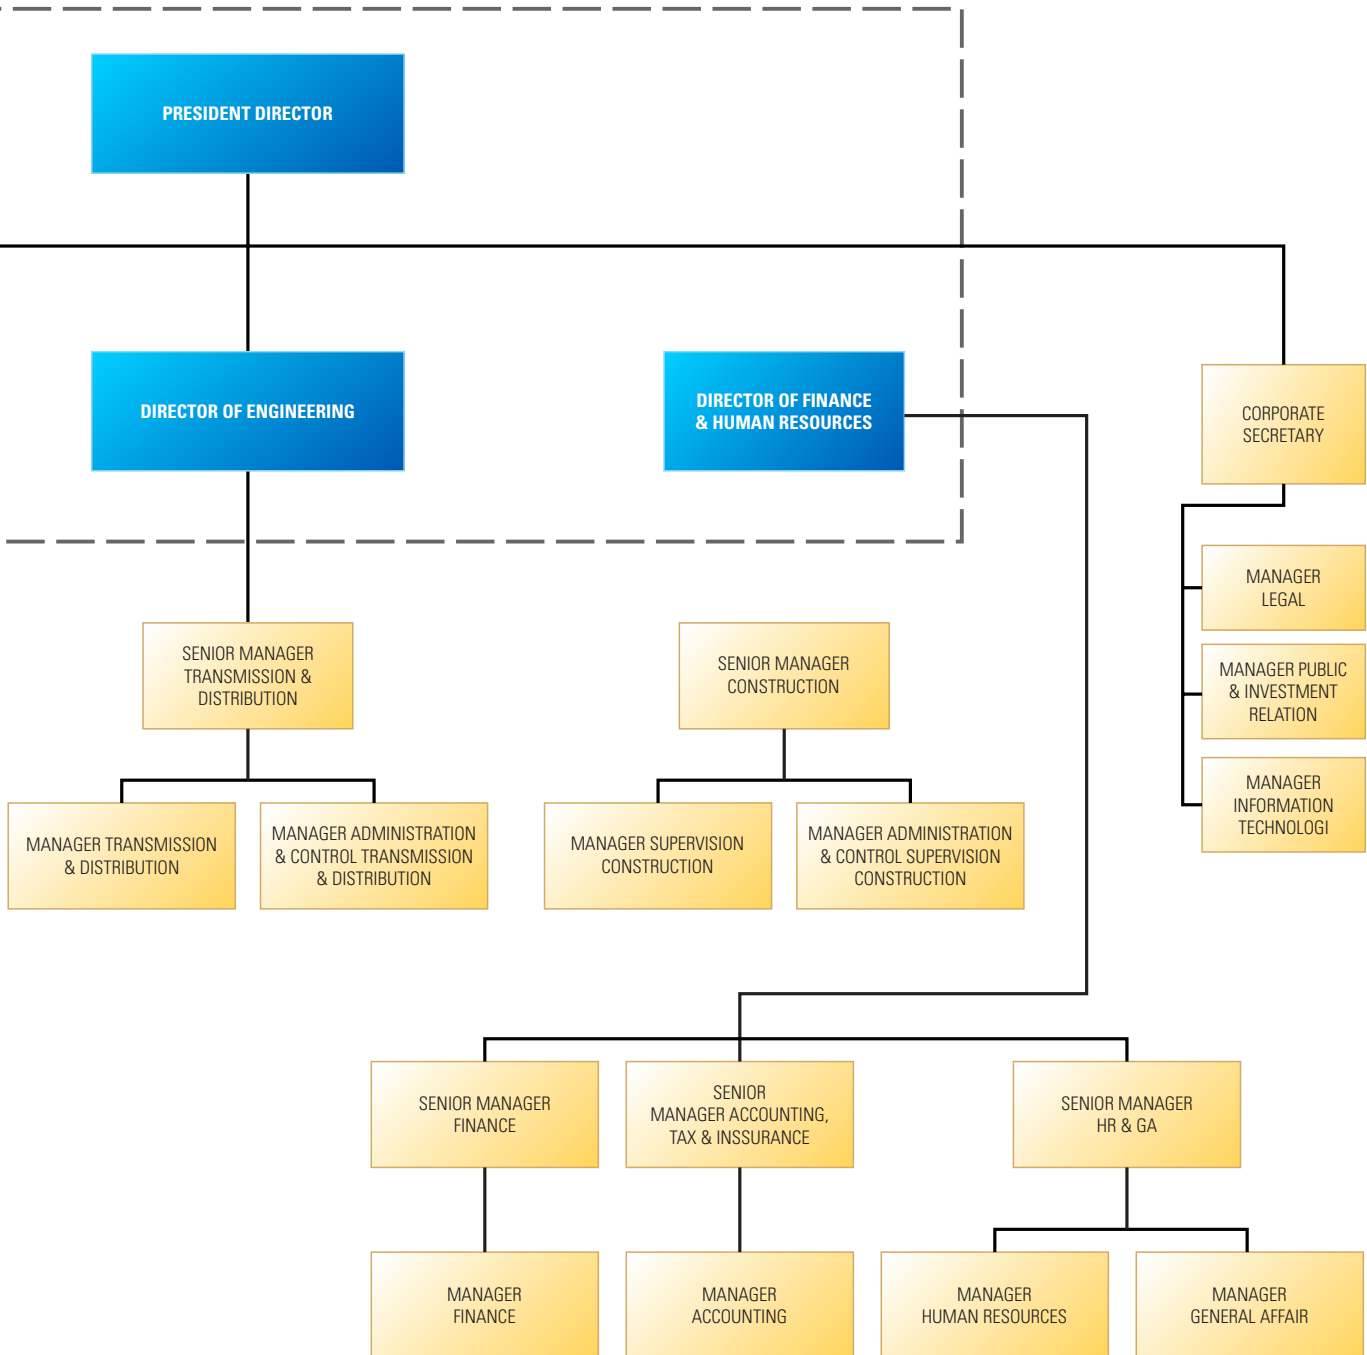 PRESIDENT DIRECTOR
DIRECTOR OF ENGINEERING
DIRECTOR OF FINANCE
& HUMAN RESOURCES
CORPORATE
SECRETARY
MANAGER
LEGAL
MANAGER PUBLIC
& INVESTMENT
RELATION
MANAGER
INFORMATION
TECHNOLOGI
SENIOR MANAGER
TRANSMISSION &
DISTRIBUTION
SENIOR MANAGER
CONSTRUCTION
MANAGER TRANSMISSION
& DISTRIBUTION
MANAGER ADMINISTRATION
& CONTROL TRANSMISSION
& DISTRIBUTION
MANAGER SUPERVISION
CONSTRUCTION
MANAGER ADMINISTRATION
& CONTROL SUPERVISION
CONSTRUCTION
SENIOR MANAGER
FINANCE
SENIOR
MANAGER ACCOUNTING,
TAX & INSSURANCE
SENIOR MANAGER
HR & GA
MANAGER
FINANCE
MANAGER
ACCOUNTING
MANAGER
HUMAN RESOURCES
MANAGER
GENERAL AFFAIR